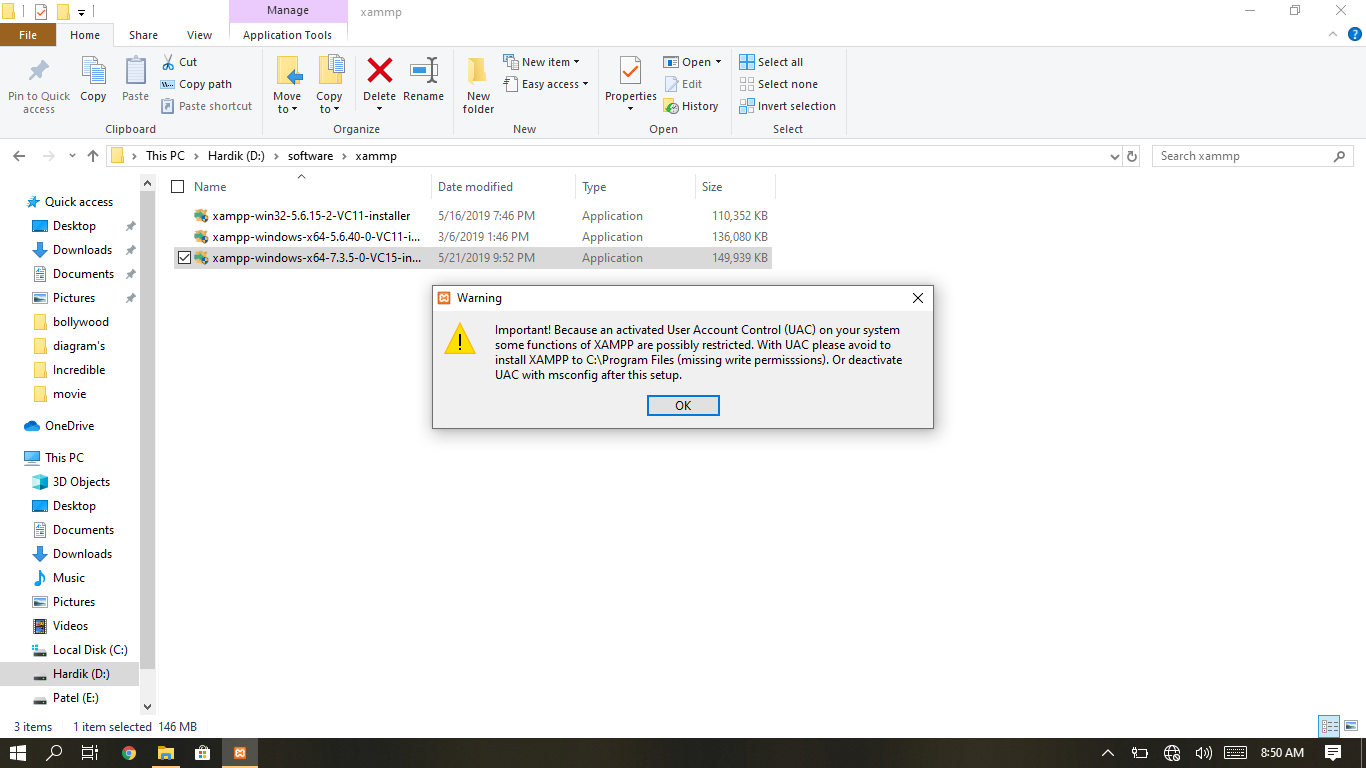 Manage
xammp
File
Home
Share
View
Application Tools
Pin to Quick
access
Copy
Paste
Cut
Copy path
Paste shortcut
Clipboard
Move
to
Copy
to
Delete
Rename
Organize
New
folder
New item
Easy access
New
Properties
Open
Edit
History
Open
Select all
Select none
Invert selection
Select
This PC
Hardik (D:)
software
xammp
Search xammp
Name
Date modified
Type
Size
xampp-win32-5.6.15-2-VC11-installer 5/16/2019 7:46 PM Application 110,352 KB
xampp-windows-x64-5.6.40-0-VC11-i... 3/6/2019 1:46 PM Application 136,080 KB
xampp-windows-x64-7.3.5-0-VC15-in... 5/21/2019 9:52 PM Application 149,939 KB
Quick access
Desktop
Downloads
Documents
Pictures
bollywood
diagram's
Incredible
movie
OneDrive
This PC
3D Objects
Desktop
Documents
Downloads
Music
Pictures
Videos
Local Disk (C:)
Hardik (D:)
Patel (E:)
Warning
Important! Because an activated User Account Control (UAC) on your system
some functions of XAMPP are possibly restricted. With UAC please avoid to
install XAMPP to C:\Program Files (missing write permisssions). Or deactivate
UAC with msconfig after this setup.
OK
3 items 1 item selected 146 MB
8:50 AM